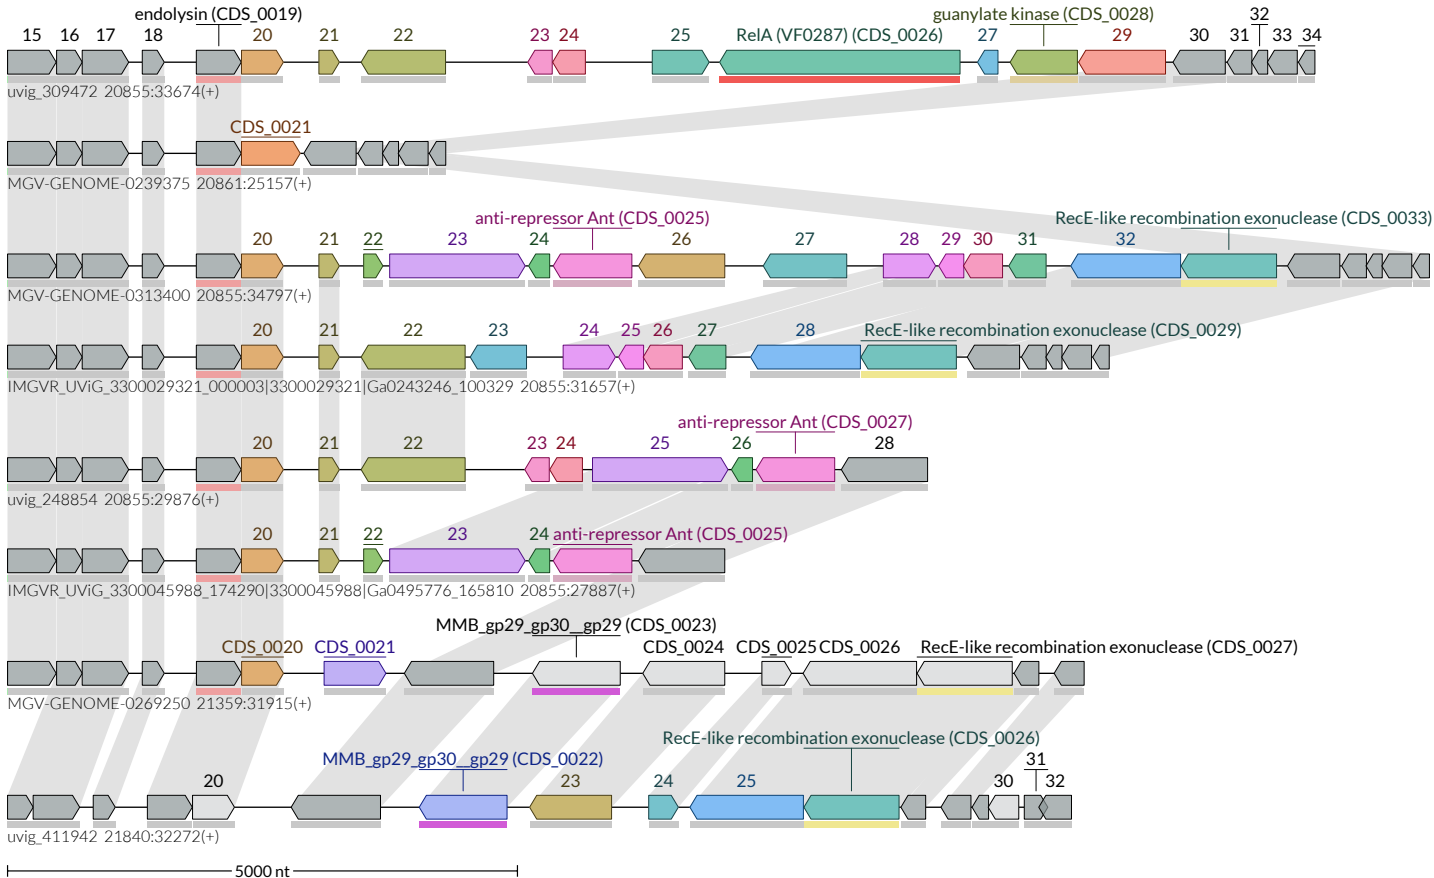 endolysin (CDS_0019) guanylate kinase (CDS_0028) 32
15 16 17 18 20 21 22 23 24 25 RelA (VF0287) (CDS_0026) 27 29 30 31 33 34
uvig_309472 20855:33674(+)
CDS_0021
MGV-GENOME-0239375 20861:25157(+)
anti-repressor Ant (CDS_0025) RecE-like recombination exonuclease (CDS_0033)
20 21 22 23 24 26 27 28 29 30 31 32
MGV-GENOME-0313400 20855:34797(+)
20 21 22 23 24 25 26 27 28 RecE-like recombination exonuclease (CDS_0029)
IMGVR_UViG_3300029321_000003|3300029321|Ga0243246_100329 20855:31657(+)
anti-repressor Ant (CDS_0027)
20 21 22 23 24 25 26 28
uvig_248854 20855:29876(+)
20 21 22 23 24 anti-repressor Ant (CDS_0025)
IMGVR_UViG_3300045988_174290|3300045988|Ga0495776_165810 20855:27887(+)
MMB_gp29_gp30__gp29 (CDS_0023)
CDS_0020 CDS_0021 CDS_0024 CDS_0025 CDS_0026 RecE-like recombination exonuclease (CDS_0027)
MGV-GENOME-0269250 21359:31915(+)
RecE-like recombination exonuclease (CDS_0026)
MMB_gp29_gp30__gp29 (CDS_0022) 31
20 23 24 25 30 32
uvig_411942 21840:32272(+)
5000 nt